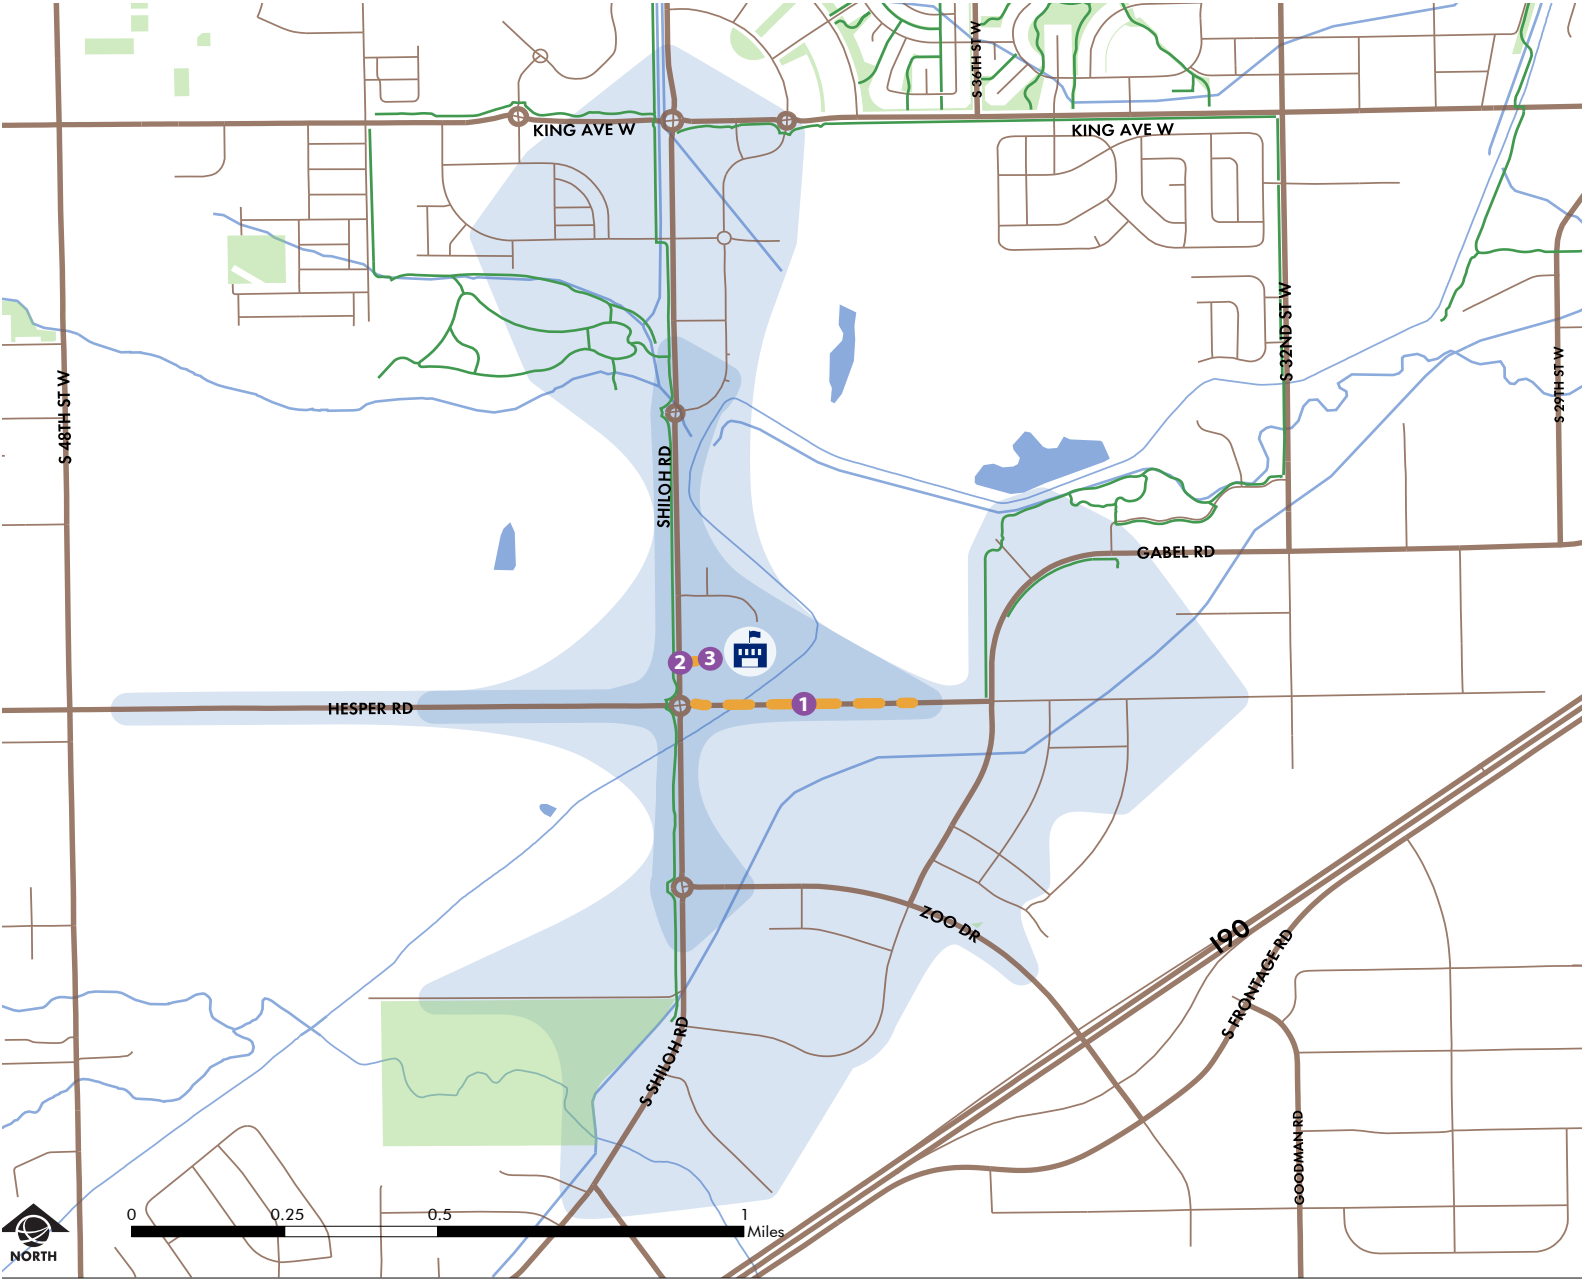 S 36TH ST W
KING AVE W
KING AVE W
S 32ND ST W
S 29TH ST W
S 48TH ST W
SHILOH RD
GABEL RD
2
3
1
HESPER RD
ZOO DR
I90
S FRONTAGE RD
S SHILOH RD
GOODMAN RD
0
0.25
0.5
1
Miles
NORTH